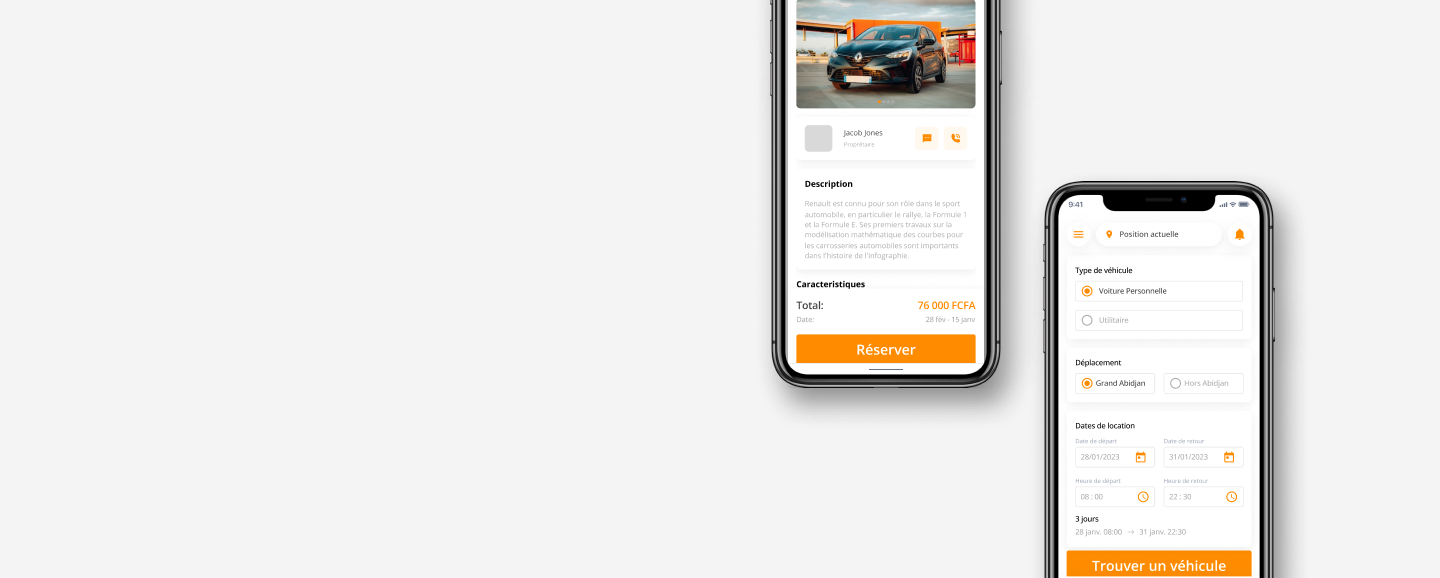 Jacob Jones
Propriétaire
Description
Renault est connu pour son rôle dans le sport
automobile, en particulier le rallye, la Formule 1
et la Formule E. Ses premiers travaux sur la
modélisation mathématique des courbes pour
les carrosseries automobiles sont importants
dans l'histoire de l'infographie.
Caracteristiques
Total: 76 000 FCFA
Date: 28 fév - 15 janv
Réserver
9:41
Position actuelle
Type de véhicule
Voiture Personnelle
Utilitaire
Déplacement
Grand Abidjan Hors Abidjan
Dates de location
Date de départ Date de retour
28/01/2023 31/01/2023
Heure de départ Heure de retour
08 : 00 22 : 30
3 jours
28 janv. 08:00 → 31 janv. 22:30
Trouver un véhicule